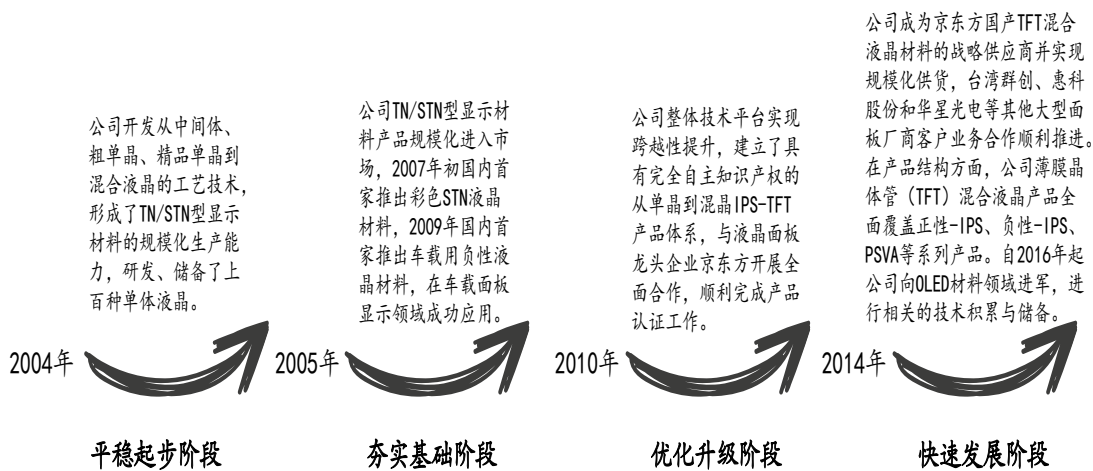 公司开发从中间体、
粗单晶、精品单晶到
混合液晶的工艺技术，
形成了TN/STN型显示
材料的规模化生产能
力，研发、储备了上
百种单体液晶。
公司TN/STN型显示材
料产品规模化进入市
场，2007年初国内首
家推出彩色STN液晶
材料，2009年国内首
家推出车载用负性液
晶材料，在车载面板
显示领域成功应用。
公司整体技术平台实现
跨越性提升，建立了具
有完全自主知识产权的
从单晶到混晶IPS-TFT
产品体系，与液晶面板
龙头企业京东方开展全
面合作，顺利完成产品
认证工作。
公司成为京东方国产TFT混合
液晶材料的战略供应商并实现
规模化供货，台湾群创、惠科
股份和华星光电等其他大型面
板厂商客户业务合作顺利推进。
在产品结构方面，公司薄膜晶
体管（TFT）混合液晶产品全
面覆盖正性-IPS、负性-IPS、
PSVA等系列产品。自2016年起
公司向OLED材料领域进军，进
行相关的技术积累与储备。
2004年
2005年
2010年
2014年
平稳起步阶段
夯实基础阶段
优化升级阶段
快速发展阶段